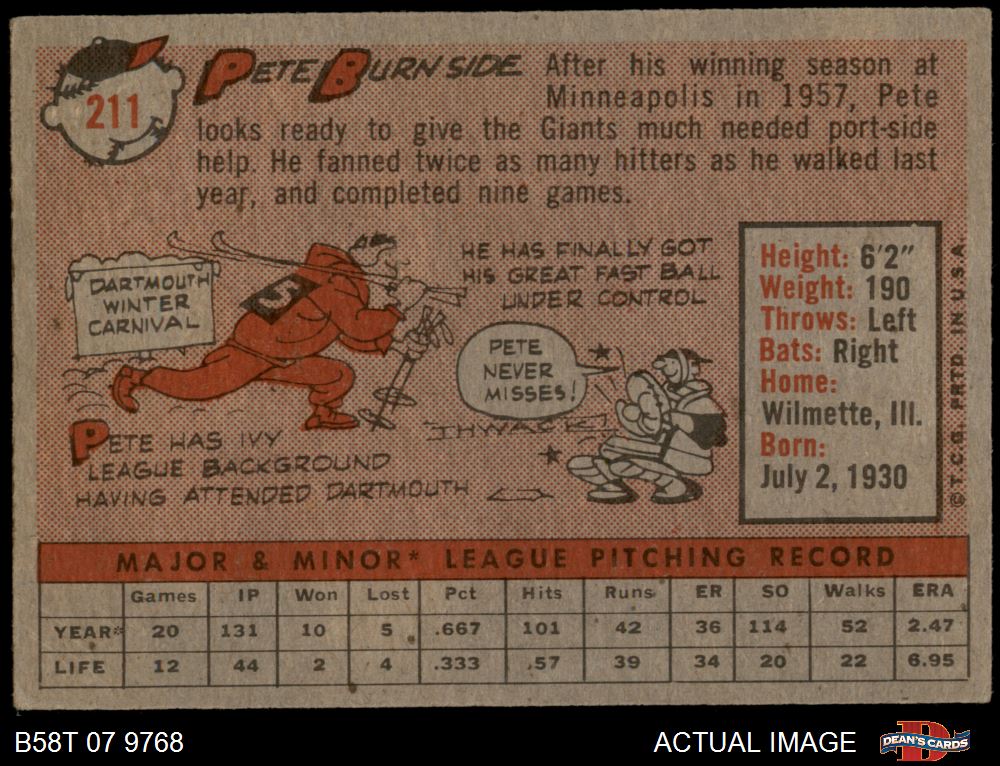 211
PETE BURNSIDE After his winning season at
Minneapolis in 1957, Pete
looks ready to give the Giants much needed port-side
help. He fanned twice as many hitters as he walked last
year, and completed nine games.
DARTMOUTH
WINTER
CARNIVAL
PETE HAS IVY
LEAGUE BACKGROUND
HAVING ATTENDED DARTMOUTH
HE HAS FINALLY GOT
HIS GREAT FAST BALL
UNDER CONTROL
PETE
NEVER
MISSES!
THWACK!
Height: 6'2"
Weight: 190
Throws: Left
Bats: Right
Home:
Wilmette, Ill.
Born:
July 2, 1930
© T.C.G. PRTD. IN U.S.A.
MAJOR & MINOR* LEAGUE PITCHING RECORD
Games IP Won Lost Pct Hits Runs ER SO Walks ERA
YEAR* 20 131 10 5 .667 101 42 36 114 52 2.47
LIFE 12 44 2 4 .333 57 39 34 20 22 6.95
B58T 07 9768
ACTUAL IMAGE
D
DEAN'S CARDS